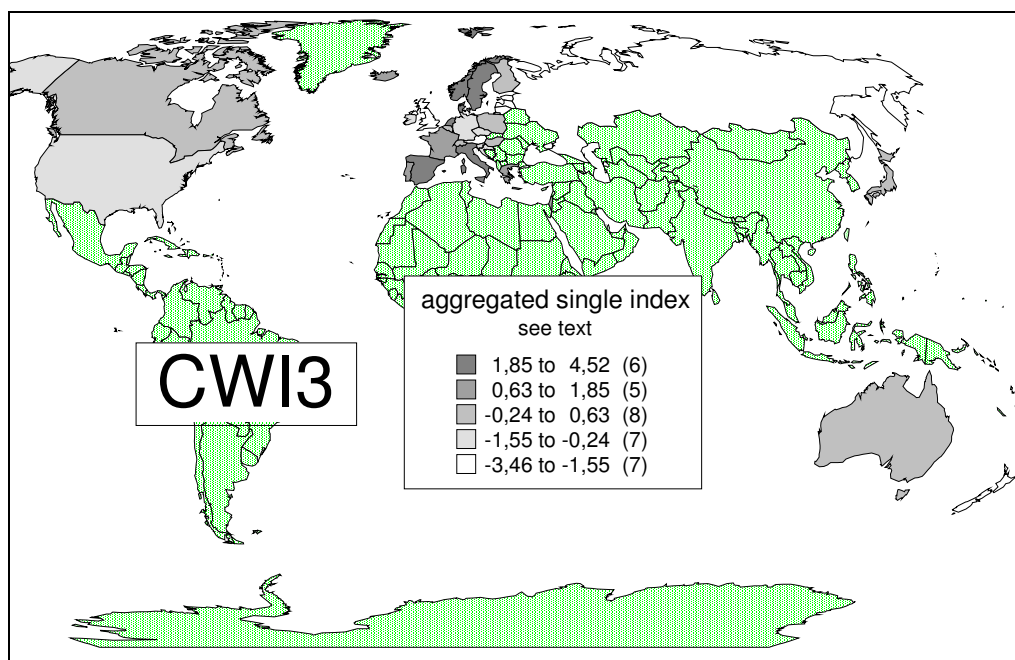 aggregated single index
see text
CWI3
1,85 to 4,52 (6)
0,63 to 1,85 (5)
-0,24 to 0,63 (8)
-1,55 to -0,24 (7)
-3,46 to -1,55 (7)